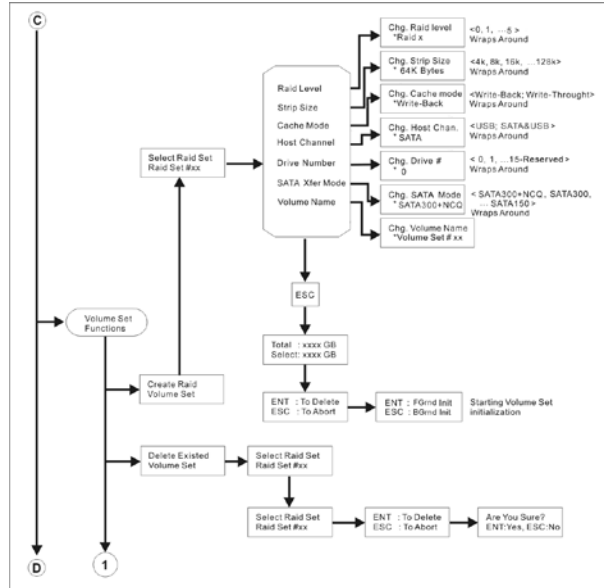 C
Chg. Raid level
*Raid x
<0, 1, ...5 >
Wraps Around
Chg. Strip Size
* 64K Bytes
<4k, 8k, 16k, ...128k>
Wraps Around
Chg. Cache mode
*Write-Back
<Write-Back; Write-Throught>
Wraps Around
Chg. Host Chan.
* SATA
<USB; SATA&USB>
Wraps Around
Chg. Drive #
* 0
< 0, 1, ...15-Reserved>
Wraps Around
Chg. SATA Mode
* SATA300+NCQ
< SATA300+NCQ, SATA300,
... SATA150 >
Wraps Around
Chg. Volume Name
*Volume Set # xx
Raid Level
Strip Size
Cache Mode
Host Channel
Drive Number
SATA Xfer Mode
Volume Name
Select Raid Set
Raid Set #xx
ESC
Volume Set
Functions
Total : xxxx GB
Select: xxxx GB
Create Raid
Volume Set
ENT : To Delete
ESC : To Abort
ENT : FGrnd Init
ESC : BGrnd Init
Starting Volume Set
initialization
Delete Existed
Volume Set
Select Raid Set
Raid Set #xx
Select Raid Set
Raid Set #xx
ENT : To Delete
ESC : To Abort
Are You Sure?
ENT:Yes, ESC:No
D
1